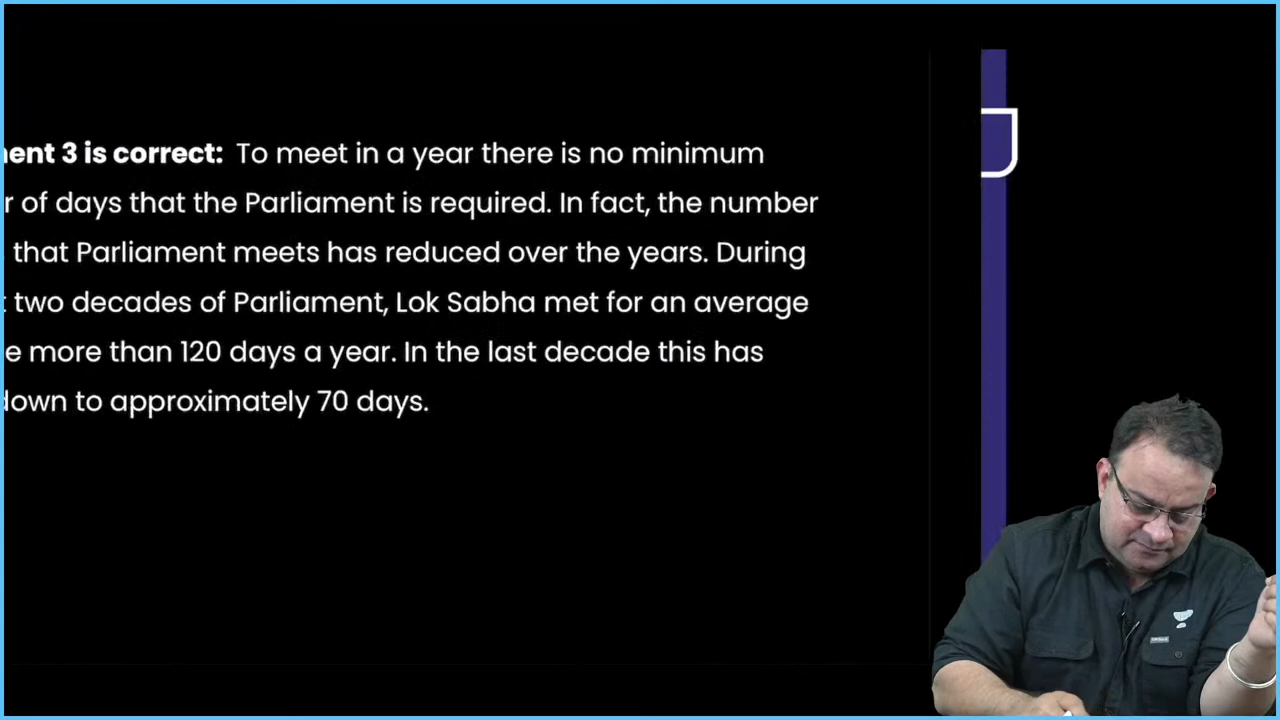 ent 3 is correct: To meet in a year there is no minimum
r of days that the Parliament is required. In fact, the number
that Parliament meets has reduced over the years. During
two decades of Parliament, Lok Sabha met for an average
e more than 120 days a year. In the last decade this has
down to approximately 70 days.